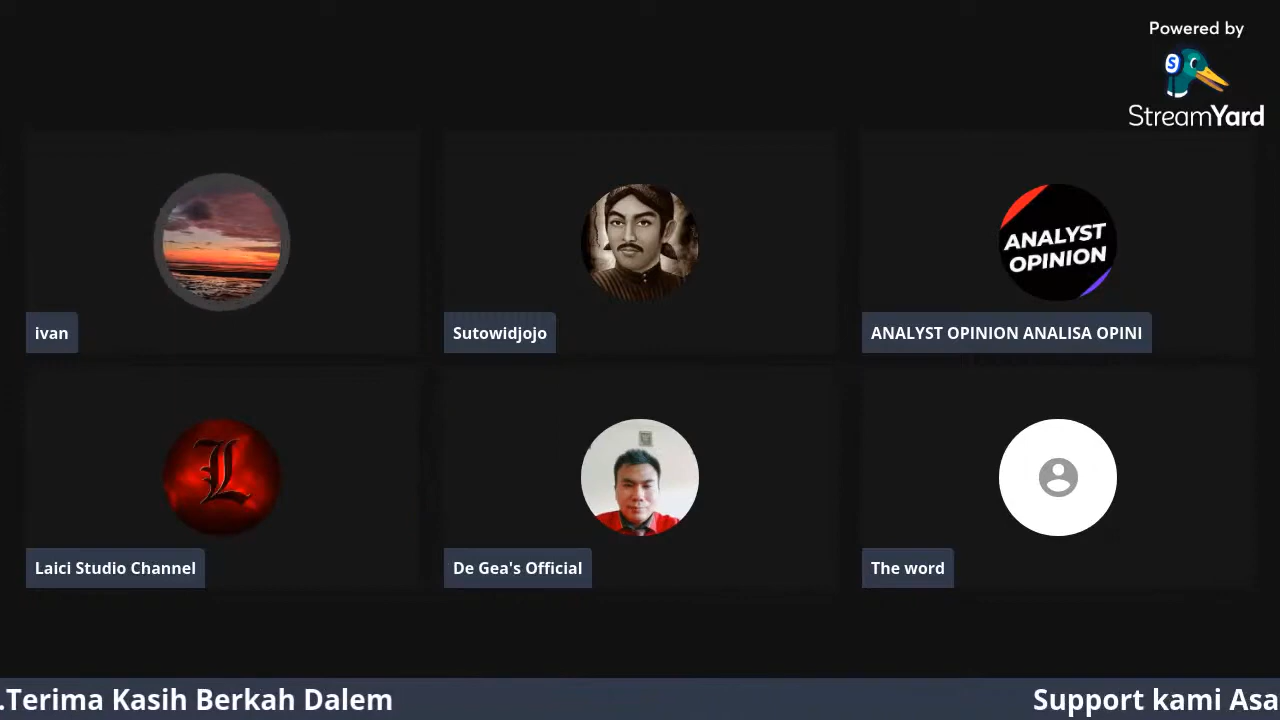 Powered by
S
StreamYard
ivan
Sutowidjojo
ANALYST
OPINION
ANALYST OPINION ANALISA OPINI
L
Laici Studio Channel
De Gea's Official
The word
.Terima Kasih Berkah Dalem
Support kami Asa